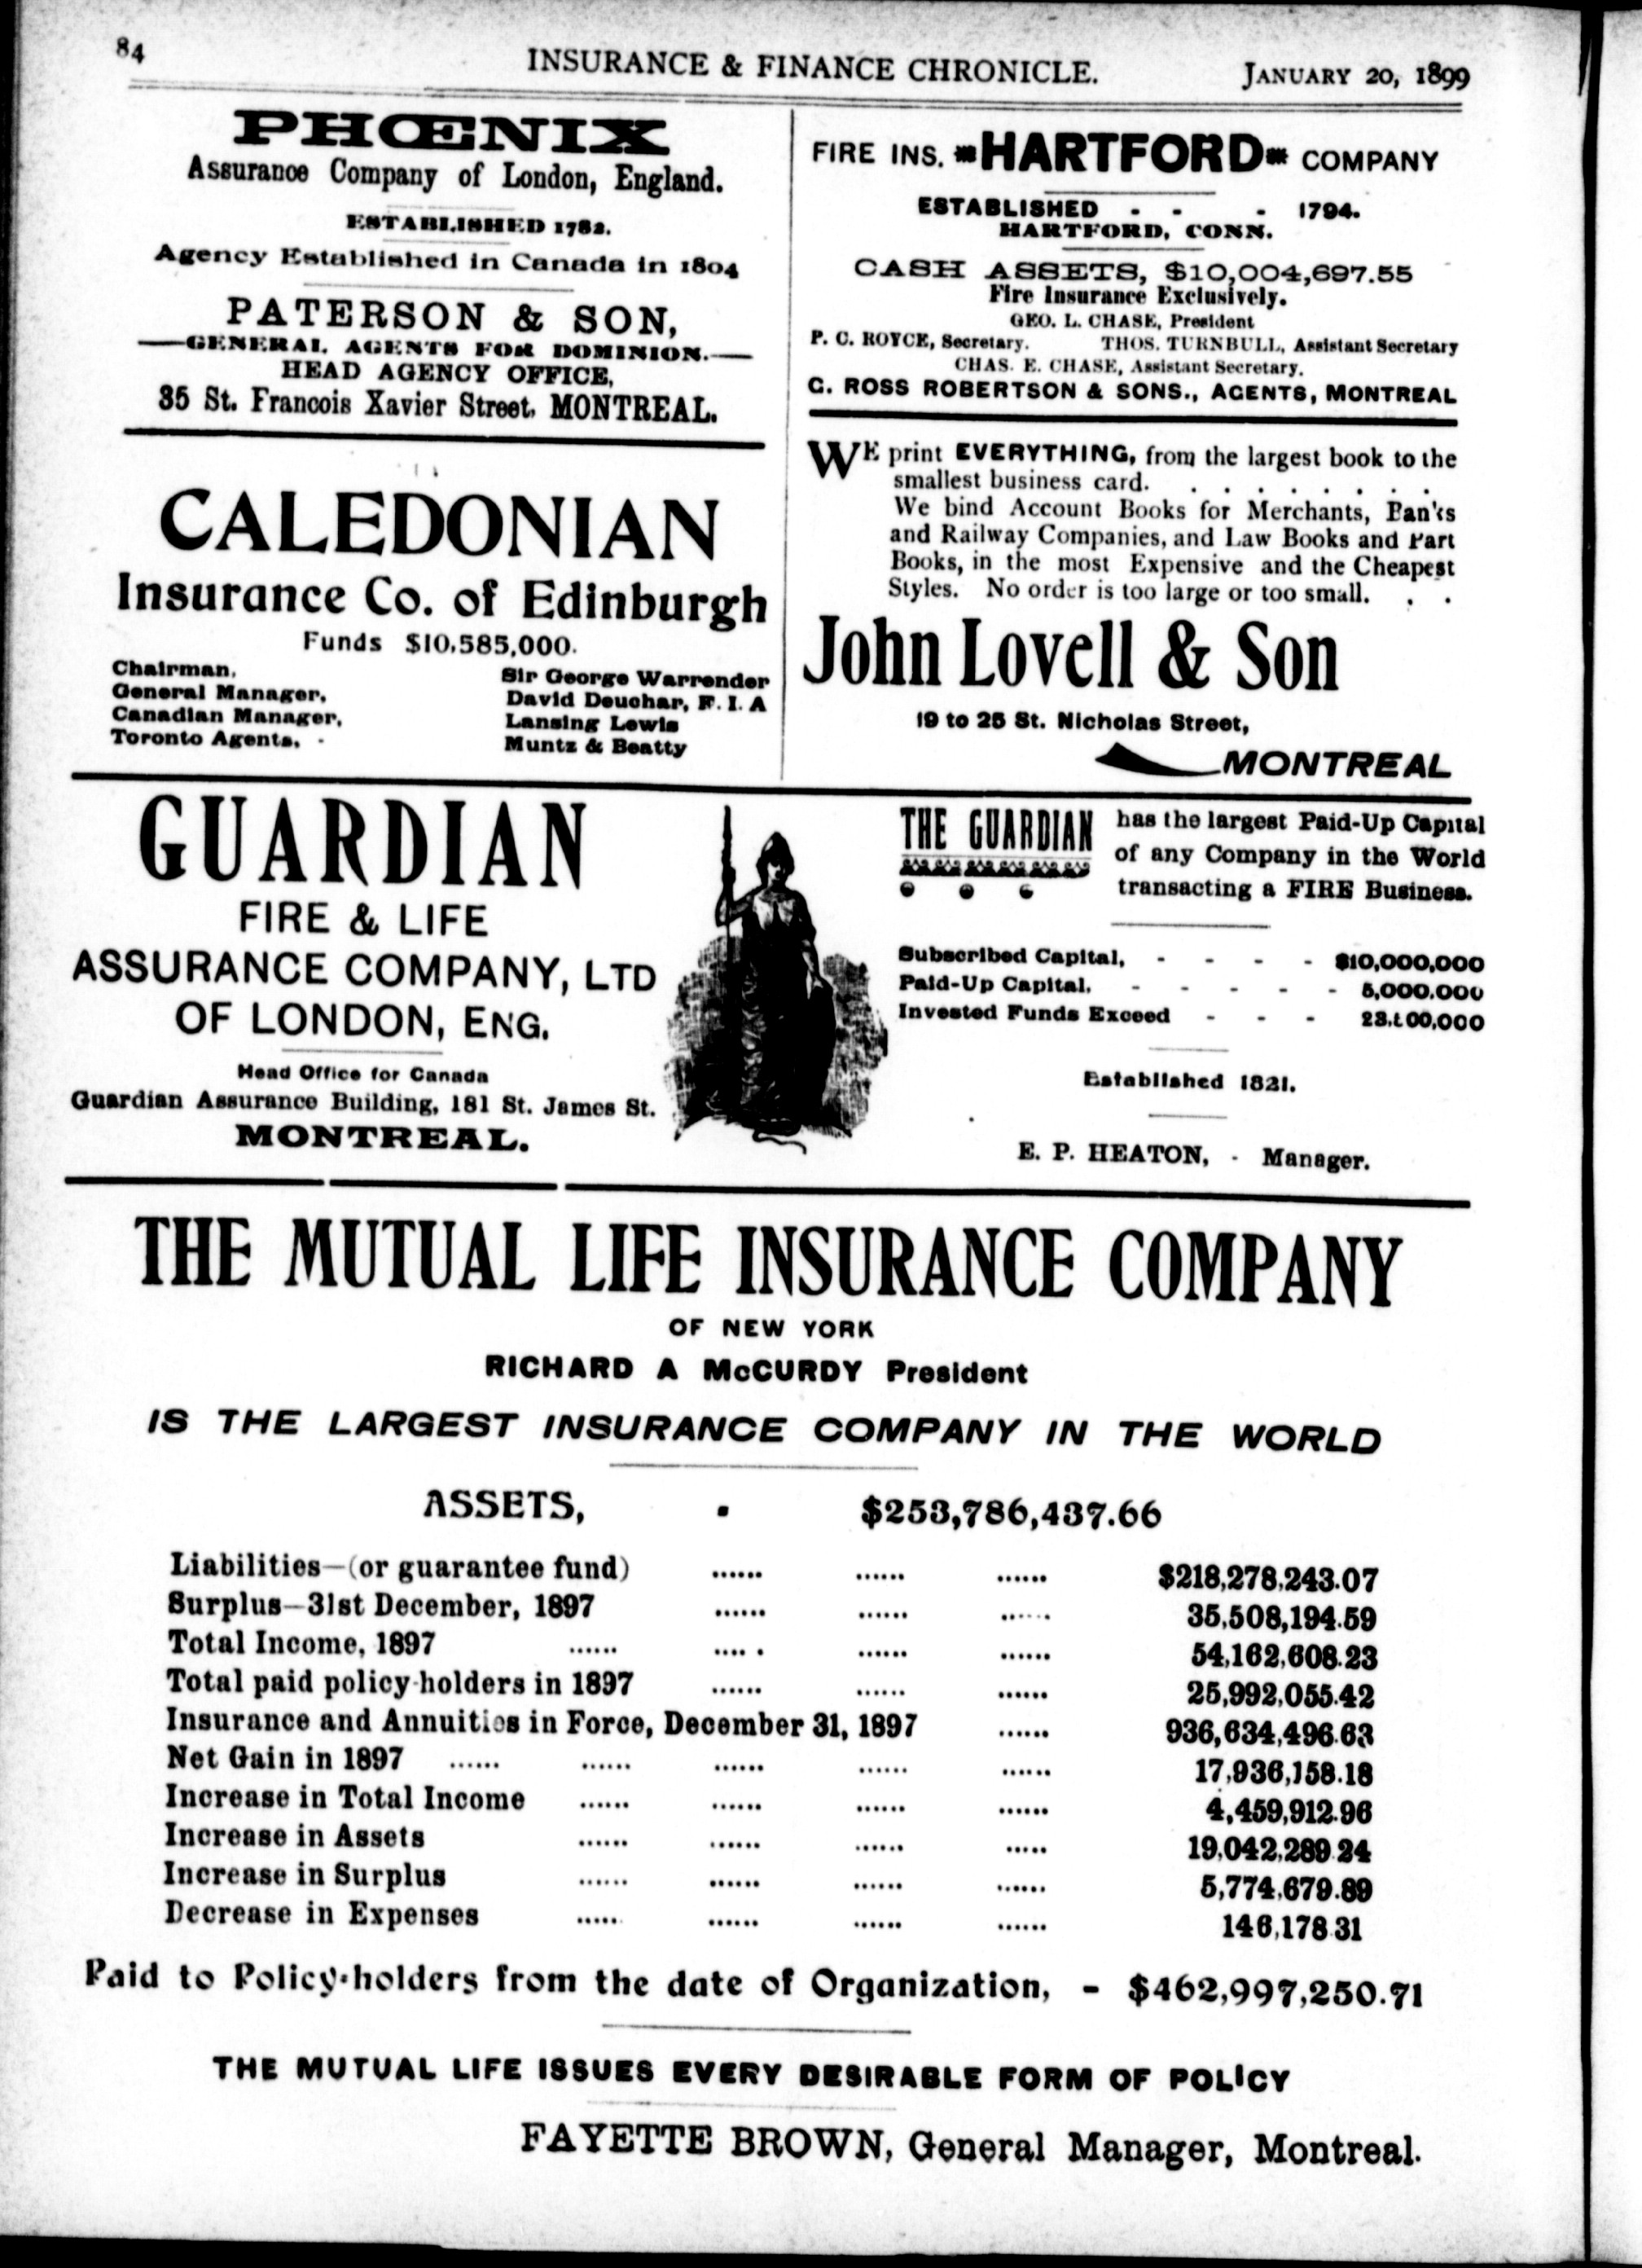 84
INSURANCE & FINANCE CHRONICLE.
JANUARY 20, 1899
PHŒNIX
Assurance Company of London, England.
ESTABLISHED 1782.
Agency Established in Canada in 1804
PATERSON & SON,
—GENERAL AGENTS FOR DOMINION.—
HEAD AGENCY OFFICE,
35 St. Francois Xavier Street, MONTREAL.
FIRE INS. HARTFORD COMPANY
ESTABLISHED - - - 1794.
HARTFORD, CONN.
CASH ASSETS, $10,004,697.55
Fire Insurance Exclusively.
GEO. L. CHASE, President
P. C. ROYCE, Secretary. THOS. TURNBULL, Assistant Secretary
CHAS. E. CHASE, Assistant Secretary.
C. ROSS ROBERTSON & SONS., AGENTS, MONTREAL
CALEDONIAN
Insurance Co. of Edinburgh
Funds $10,585,000.
Chairman, Sir George Warrender
General Manager, David Deuchar, F. I. A
Canadian Manager, Lansing Lewis
Toronto Agents, - Muntz & Beatty
WE print EVERYTHING, from the largest book to the
smallest business card. . . . . . . . .
We bind Account Books for Merchants, Banks
and Railway Companies, and Law Books and Part
Books, in the most Expensive and the Cheapest
Styles. No order is too large or too small. . .
John Lovell & Son
19 to 25 St. Nicholas Street,
MONTREAL
GUARDIAN
FIRE & LIFE
ASSURANCE COMPANY, LTD
OF LONDON, ENG.
Head Office for Canada
Guardian Assurance Building, 181 St. James St.
MONTREAL.
THE GUARDIAN has the largest Paid-Up Capital
of any Company in the World
transacting a FIRE Business.
Subscribed Capital, - - - - $10,000,000
Paid-Up Capital, - - - - - 5,000,000
Invested Funds Exceed - - -
Established 1821.
E. P. HEATON, - Manager.
THE MUTUAL LIFE INSURANCE COMPANY
OF NEW YORK
RICHARD A McCURDY President
IS THE LARGEST INSURANCE COMPANY IN THE WORLD
ASSETS, - $253,786,437.66
Liabilities—(or guarantee fund) ...... ...... ...... $218,278,243.07
Surplus—31st December, 1897 ...... ...... ...... 35,508,194.59
Total Income, 1897 ...... ...... ...... ...... 54,162,608.23
Total paid policy-holders in 1897 ...... ...... ...... 25,992,055.42
Insurance and Annuities in Force, December 31, 1897 ...... 936,634,496.63
Net Gain in 1897 ...... ...... ...... ...... ...... 17,936,158.18
Increase in Total Income ...... ...... ...... ...... 4,459,912.96
Increase in Assets ...... ...... ...... ..... 19,042,289.24
Increase in Surplus ...... ...... ...... ...... 5,774,679.89
Decrease in Expenses ...... ...... ...... ...... 146,178.31
Paid to Policy-holders from the date of Organization, - $462,997,250.71
THE MUTUAL LIFE ISSUES EVERY DESIRABLE FORM OF POLICY
FAYETTE BROWN, General Manager, Montreal.